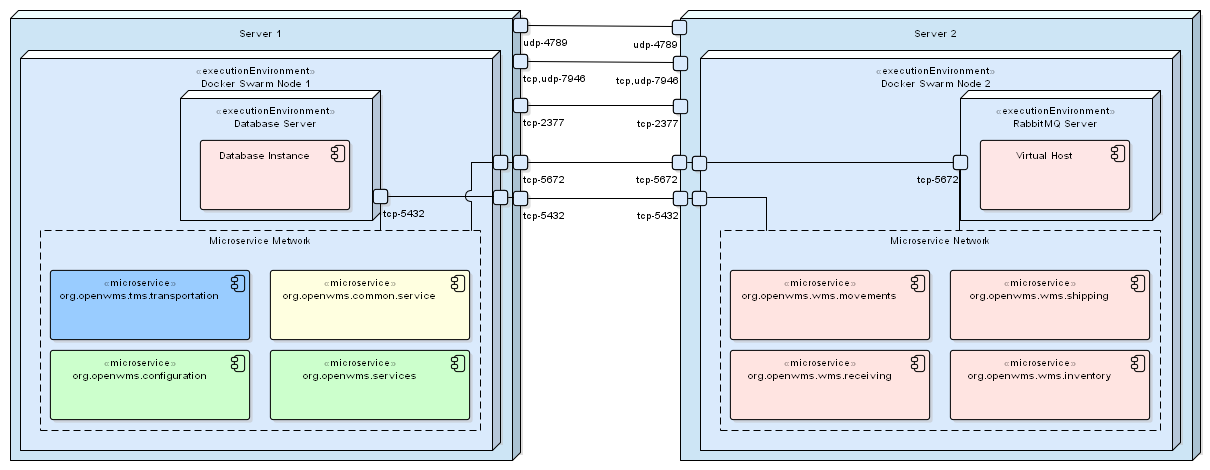 Server 1
«executionEnvironment»
Docker Swarm Node 1
«executionEnvironment»
Database Server
Database Instance
tcp-5432
Microservice Network
«microservice»
org.openwms.tms.transportation
«microservice»
org.openwms.common.service
«microservice»
org.openwms.configuration
«microservice»
org.openwms.services
udp-4789
tcp,udp-7946
tcp-2377
tcp-5672
tcp-5432
udp-4789
tcp,udp-7946
tcp-2377
tcp-5672
tcp-5432
Server 2
«executionEnvironment»
Docker Swarm Node 2
«executionEnvironment»
RabbitMQ Server
Virtual Host
tcp-5672
Microservice Network
«microservice»
org.openwms.wms.movements
«microservice»
org.openwms.wms.shipping
«microservice»
org.openwms.wms.receiving
«microservice»
org.openwms.wms.inventory